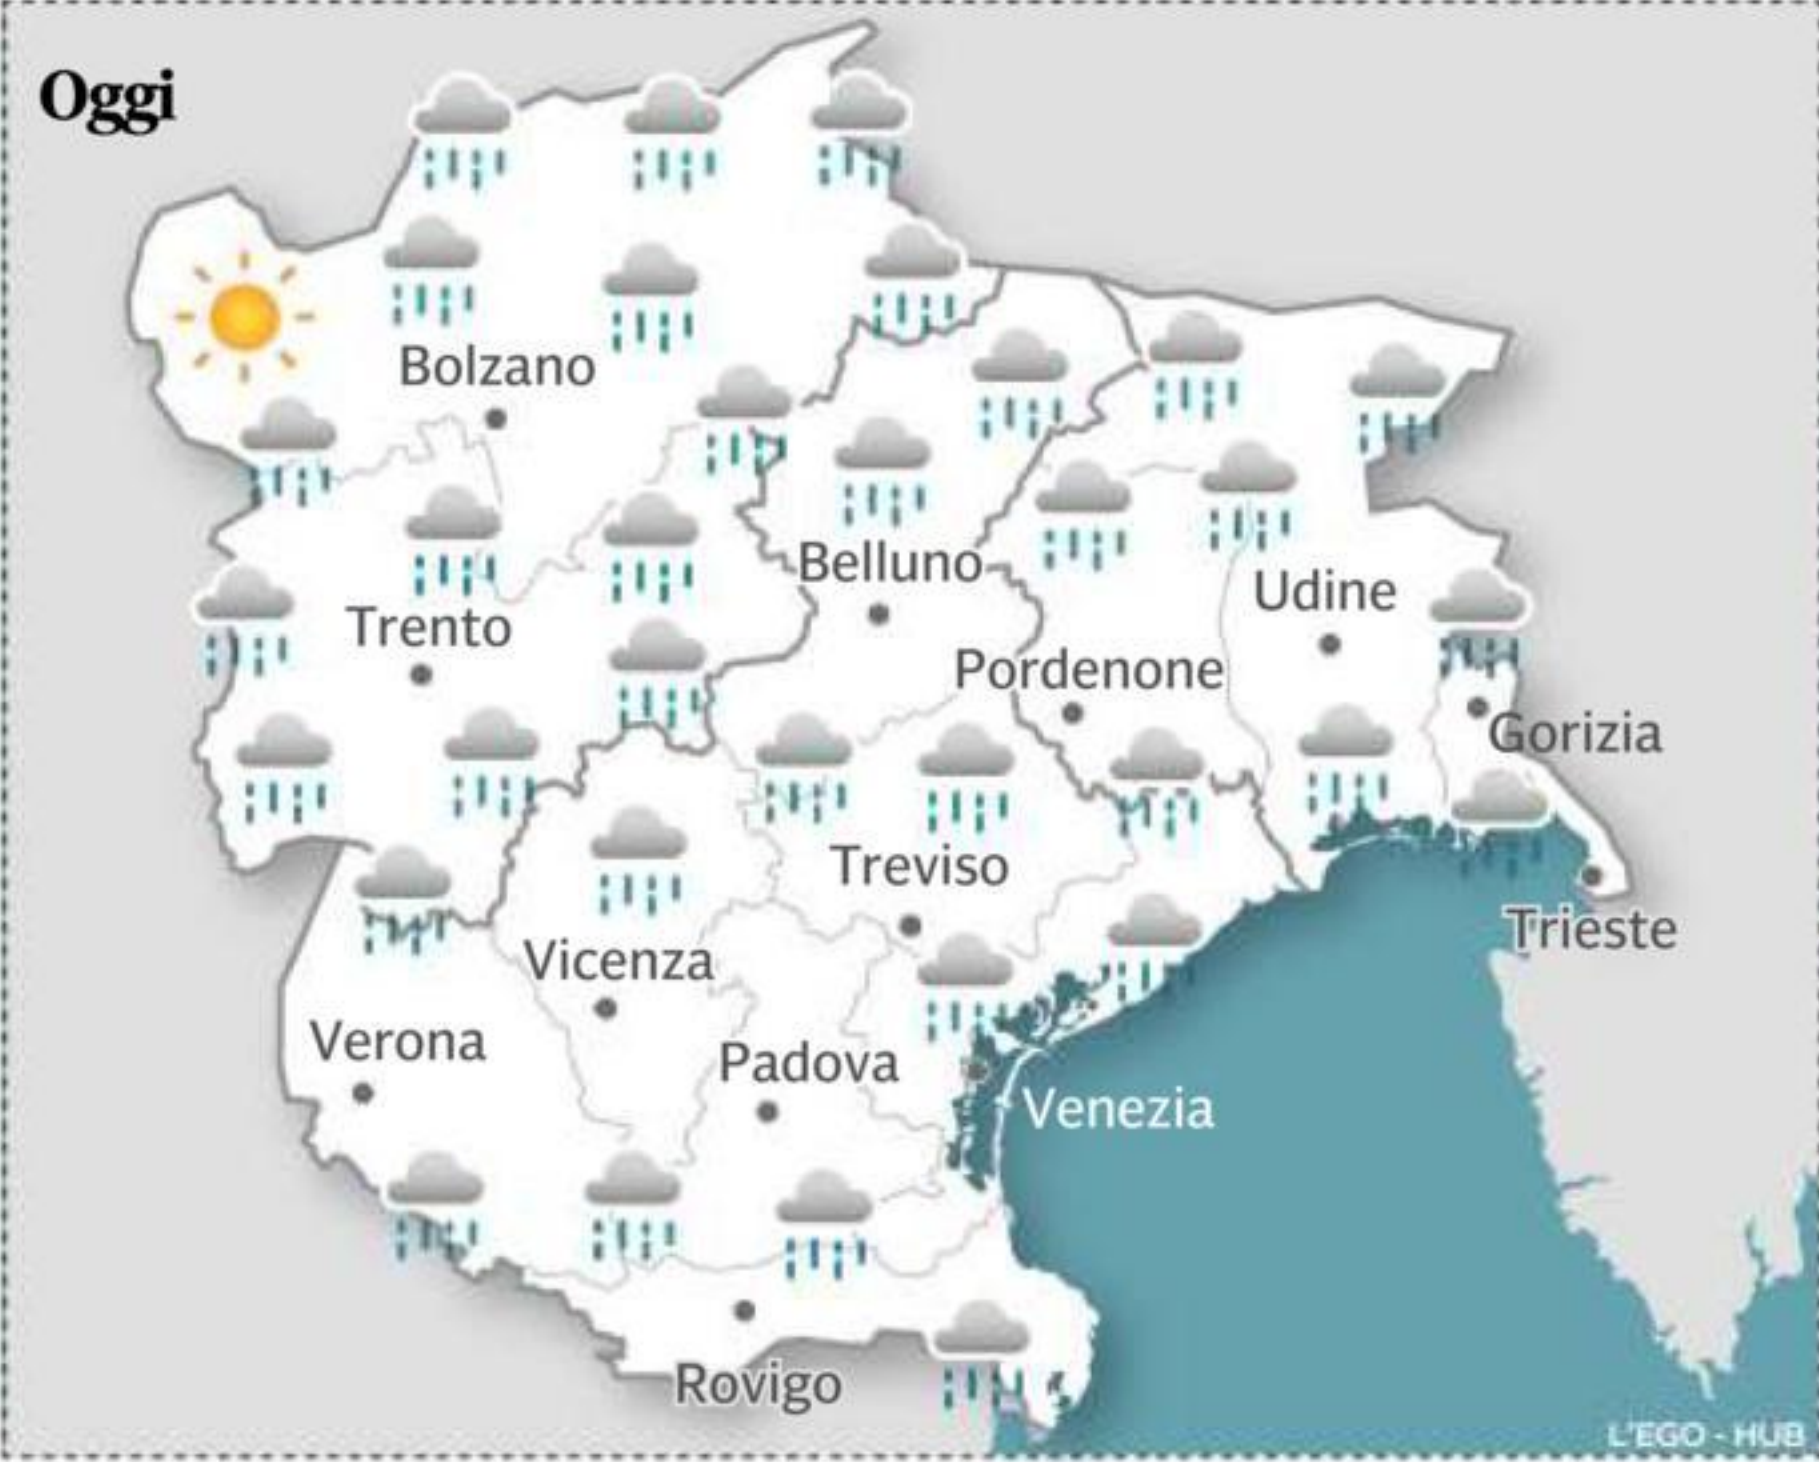 Oggi
Bolzano
Belluno
Udine
Trento
Pordenone
Gorizia
Treviso
Trieste
Vicenza
Verona
Padova
Venezia
Rovigo
L'EGO - HUB